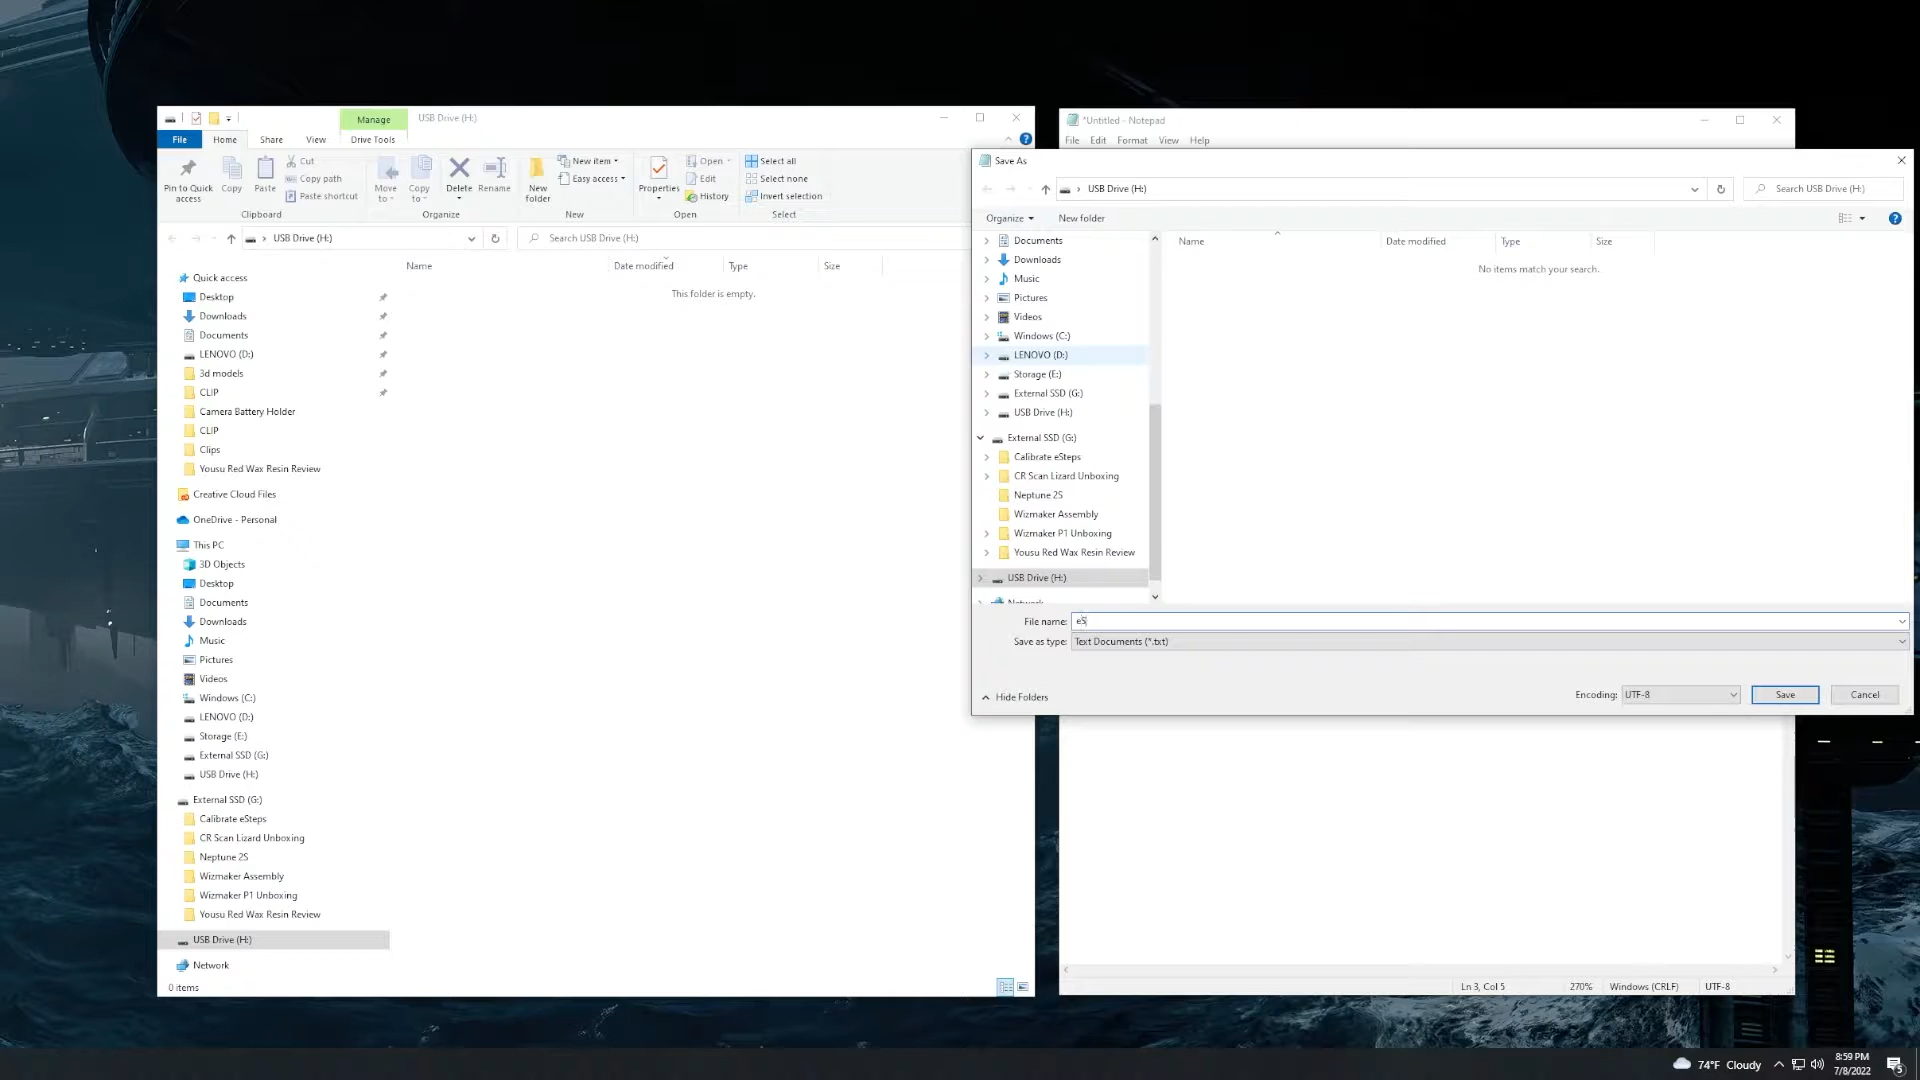 Manage
USB Drive (H:)
File
Home
Share
View
Drive Tools
Pin to Quick access
Copy
Paste
Cut
Copy path
Paste shortcut
Clipboard
Move to
Copy to
Delete
Rename
Organize
New folder
New item
Easy access
New
Properties
Open
Edit
History
Open
Select all
Select none
Invert selection
Select
USB Drive (H:)
Search USB Drive (H:)
Name
Date modified
Type
Size
This folder is empty.
Quick access
Desktop
Downloads
Documents
LENOVO (D:)
3d models
CLIP
Camera Battery Holder
CLIP
Clips
Yousu Red Wax Resin Review
Creative Cloud Files
OneDrive - Personal
This PC
3D Objects
Desktop
Documents
Downloads
Music
Pictures
Videos
Windows (C:)
LENOVO (D:)
Storage (E:)
External SSD (G:)
USB Drive (H:)
External SSD (G:)
Calibrate eSteps
CR Scan Lizard Unboxing
Neptune 2S
Wizmaker Assembly
Wizmaker P1 Unboxing
Yousu Red Wax Resin Review
USB Drive (H:)
Network
0 items
*Untitled - Notepad
File
Edit
Format
View
Help
Save As
USB Drive (H:)
Search USB Drive (H:)
Organize
New folder
Name
Date modified
Type
Size
No items match your search.
Documents
Downloads
Music
Pictures
Videos
Windows (C:)
LENOVO (D:)
Storage (E:)
External SSD (G:)
USB Drive (H:)
External SSD (G:)
Calibrate eSteps
CR Scan Lizard Unboxing
Neptune 2S
Wizmaker Assembly
Wizmaker P1 Unboxing
Yousu Red Wax Resin Review
USB Drive (H:)
Network
File name: eS
Save as type: Text Documents (*.txt)
Hide Folders
Encoding: UTF-8
Save
Cancel
Ln 3, Col 5
270%
Windows (CRLF)
UTF-8
74°F Cloudy
8:59 PM
7/8/2022
5